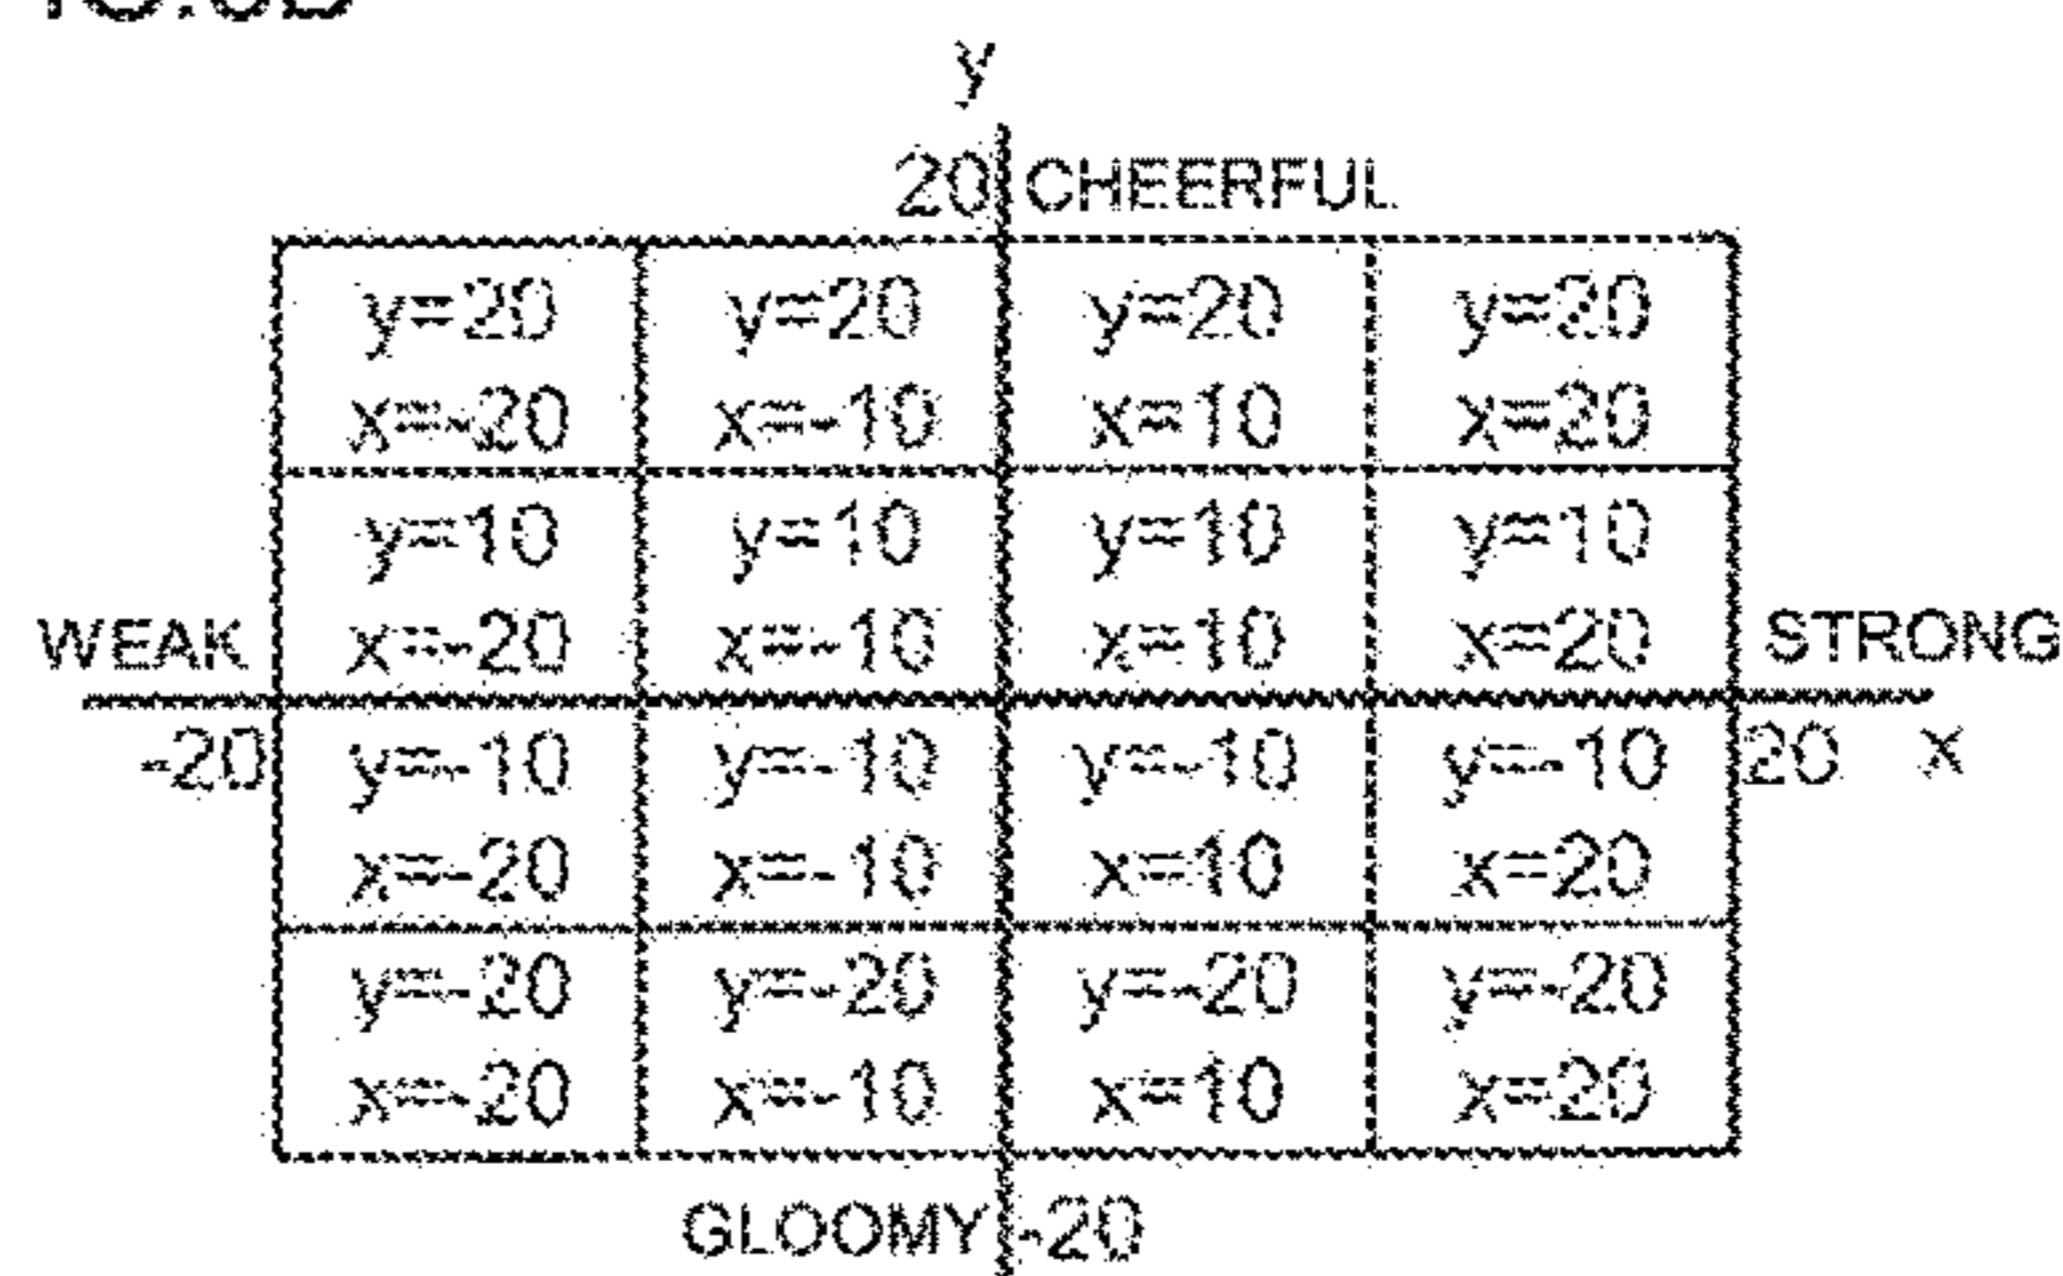 y
20 CHEERFUL
y=20 y=20 y=20 y=20
x=-20 x=-10 x=10 x=20
y=10 y=10 y=10 y=10
WEAK x=-20 x=-10 x=10 x=20 STRONG
-20 y=-10 y=-10 y=-10 y=-10 20 x
x=-20 x=-10 x=10 x=20
y=-20 y=-20 y=-20 y=-20
x=-20 x=-10 x=10 x=20
GLOOMY -20